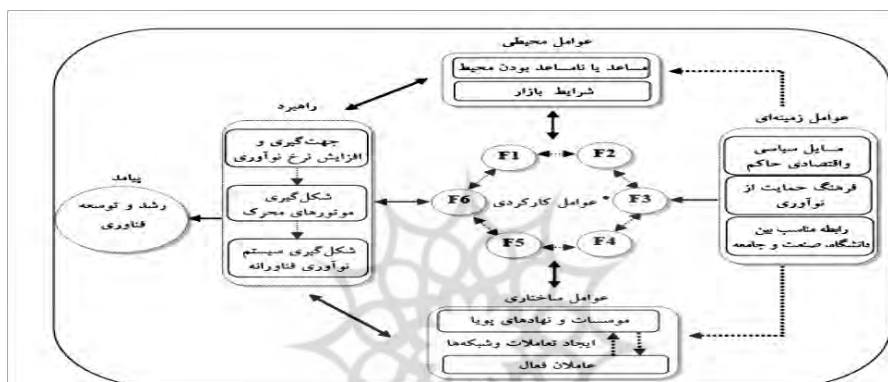 عوامل محیطی
مساعد یا نامساعد بودن محیط
شرایط بازار
عوامل زمینه‌ای
مسایل سیاسی
واقتصادی حاکم
فرهنگ حمایت از
نوآوری
رابطه مناسب بین
دانشگاه، صنعت و جامعه
F1
F2
F3
* عوامل کارکردی
F6
F5
F4
راهبرد
جهت‌گیری و
افزایش نرخ نوآوری
شکل‌گیری
موتورهای محرک
شکل‌گیری سیستم
نوآوری فناورانه
پیامد
رشد و توسعه
فناوری
عوامل ساختاری
موسسات و نهادهای پویا
ایجاد تعاملات وشبکه‌ها
عاملان فعال